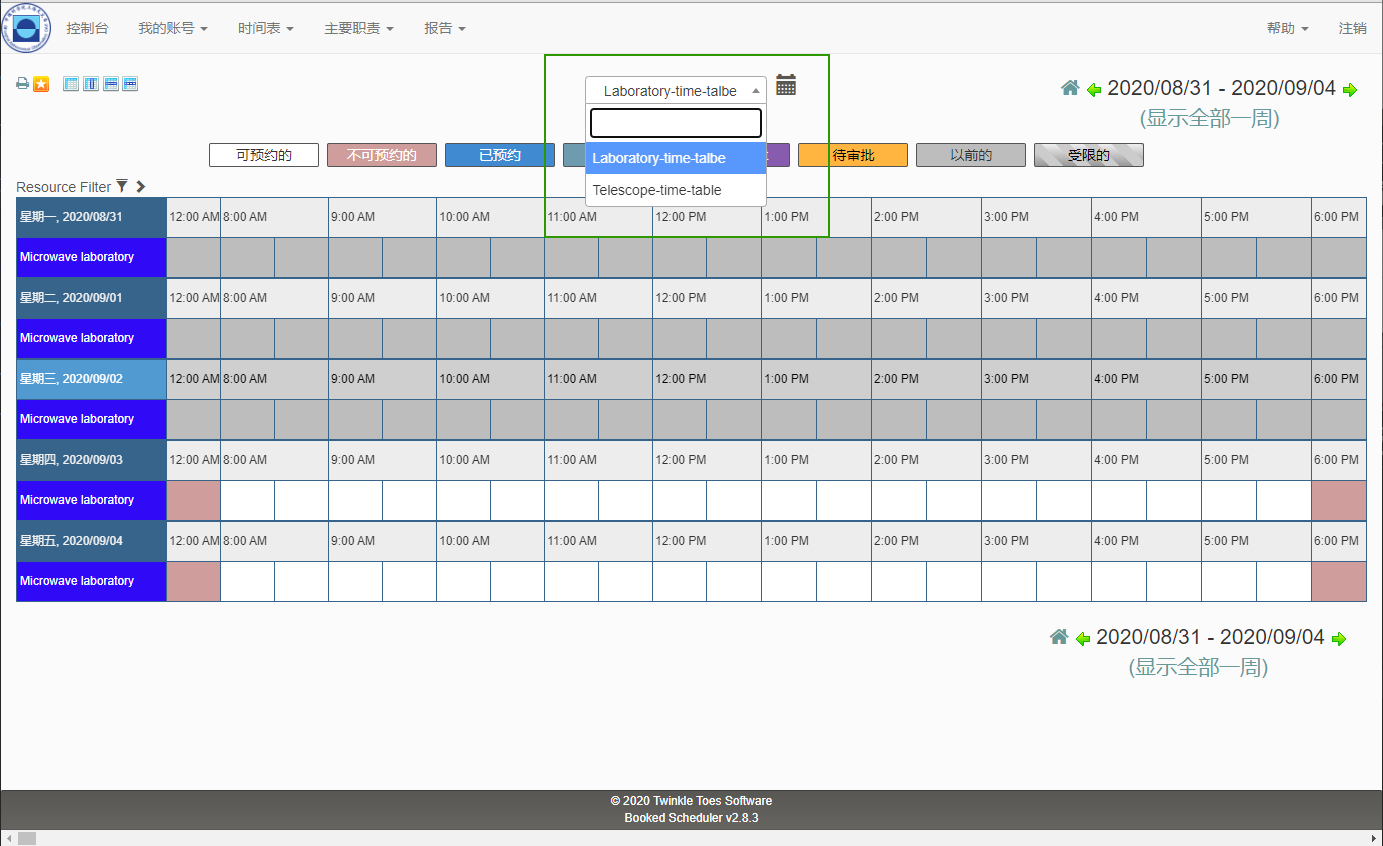 控制台 我的账号 时间表 主要职责 报告 帮助 注销
Laboratory-time-talbe
2020/08/31 - 2020/09/04
(显示全部一周)
Laboratory-time-talbe
Telescope-time-table
可预约的 不可预约的 已预约 待审批 以前的 受限的
Resource Filter
星期一, 2020/08/31 12:00 AM 8:00 AM 9:00 AM 10:00 AM 11:00 AM 12:00 PM 1:00 PM 2:00 PM 3:00 PM 4:00 PM 5:00 PM 6:00 PM
Microwave laboratory
星期二, 2020/09/01 12:00 AM 8:00 AM 9:00 AM 10:00 AM 11:00 AM 12:00 PM 1:00 PM 2:00 PM 3:00 PM 4:00 PM 5:00 PM 6:00 PM
Microwave laboratory
星期三, 2020/09/02 12:00 AM 8:00 AM 9:00 AM 10:00 AM 11:00 AM 12:00 PM 1:00 PM 2:00 PM 3:00 PM 4:00 PM 5:00 PM 6:00 PM
Microwave laboratory
星期四, 2020/09/03 12:00 AM 8:00 AM 9:00 AM 10:00 AM 11:00 AM 12:00 PM 1:00 PM 2:00 PM 3:00 PM 4:00 PM 5:00 PM 6:00 PM
Microwave laboratory
星期五, 2020/09/04 12:00 AM 8:00 AM 9:00 AM 10:00 AM 11:00 AM 12:00 PM 1:00 PM 2:00 PM 3:00 PM 4:00 PM 5:00 PM 6:00 PM
Microwave laboratory
2020/08/31 - 2020/09/04
(显示全部一周)
© 2020 Twinkle Toes Software
Booked Scheduler v2.8.3